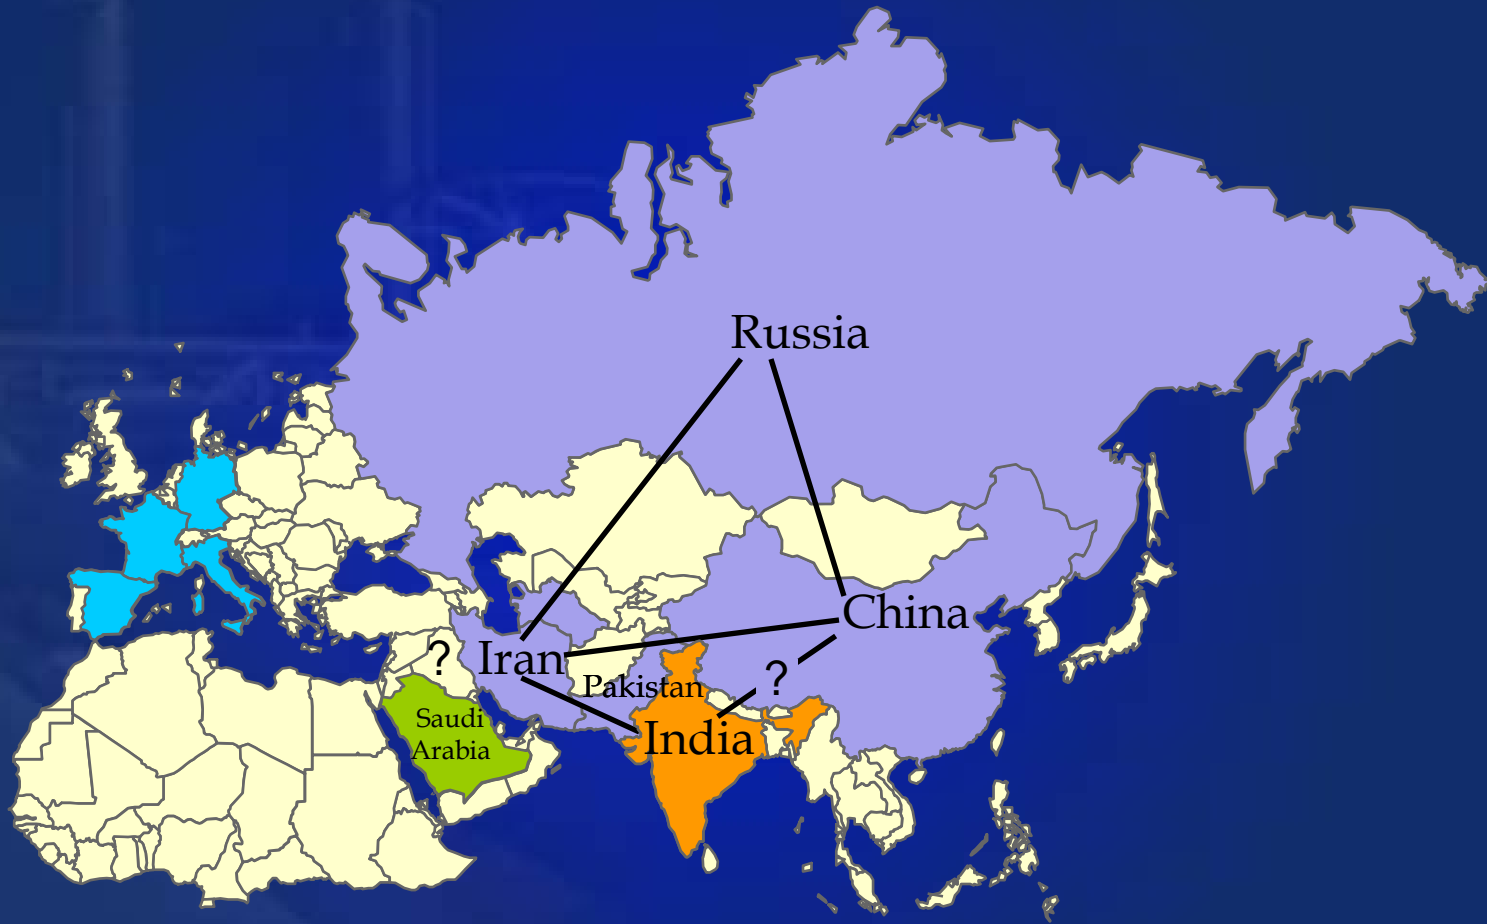 Russia
China
? Iran
Pakistan ?
Saudi
Arabia
India